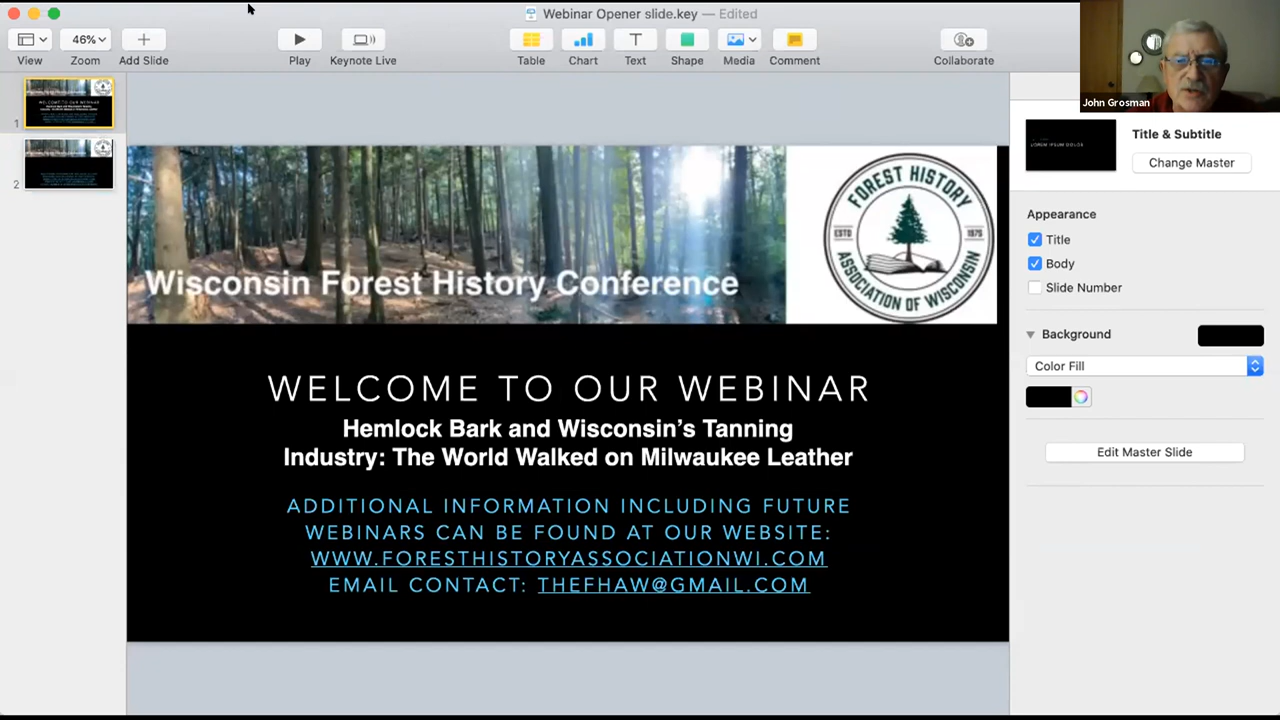 Webinar Opener slide.key — Edited
46%
View
Zoom
Add Slide
Play
Keynote Live
Table
Chart
Text
Shape
Media
Comment
Collaborate
John Grosman
1
2
Wisconsin Forest History Conference
FOREST HISTORY
ESTD
1975
ASSOCIATION OF WISCONSIN
WELCOME TO OUR WEBINAR
Hemlock Bark and Wisconsin’s Tanning
Industry: The World Walked on Milwaukee Leather
ADDITIONAL INFORMATION INCLUDING FUTURE
WEBINARS CAN BE FOUND AT OUR WEBSITE:
WWW.FORESTHISTORYASSOCIATIONWI.COM
EMAIL CONTACT: THEFHAW@GMAIL.COM
LOREM IPSUM DOLOR
Title & Subtitle
Change Master
Appearance
Title
Body
Slide Number
Background
Color Fill
Edit Master Slide